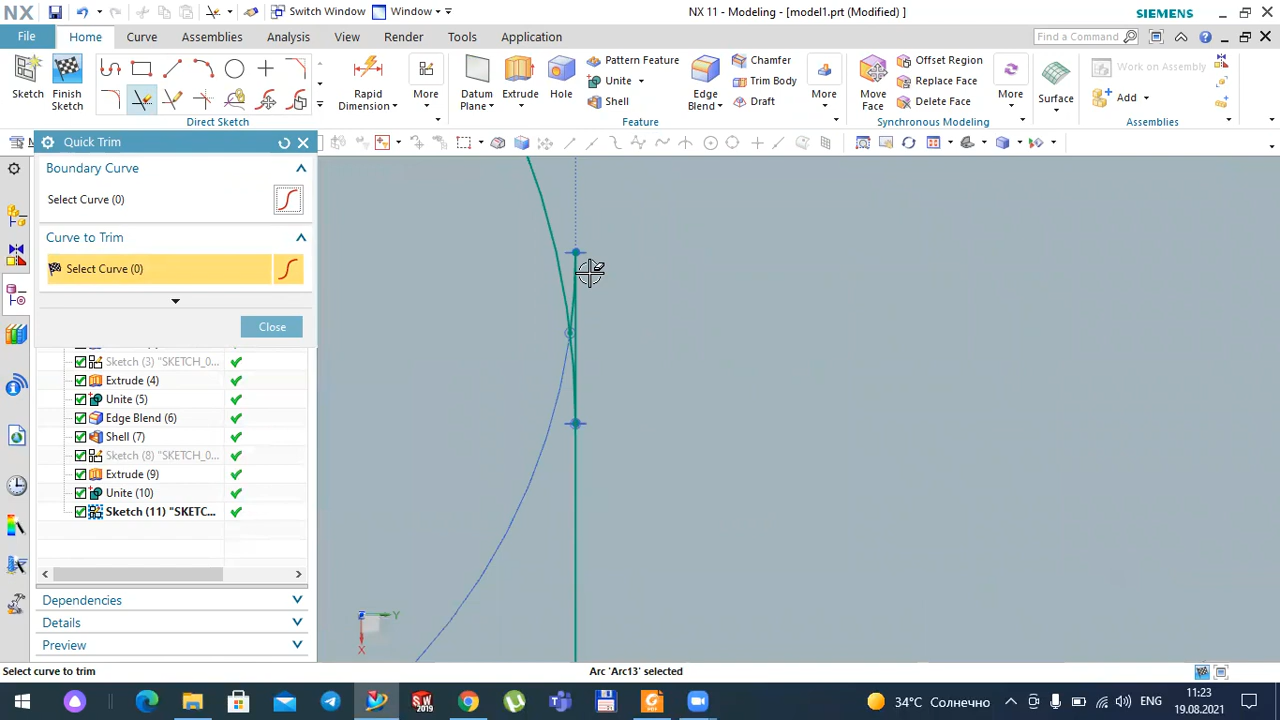 NX Switch Window Window NX 11 - Modeling - [model1.prt (Modified) ] SIEMENS
File Home Curve Assemblies Analysis View Render Tools Application Find a Command
Sketch Finish Sketch Direct Sketch
Rapid Dimension More
Datum Plane Extrude Hole Pattern Feature Unite Shell Edge Blend Chamfer Trim Body Draft More Feature
Move Face Offset Region Replace Face Delete Face More Synchronous Modeling
Surface
Work on Assembly Add Assemblies
Quick Trim
Boundary Curve
Select Curve (0)
Curve to Trim
Select Curve (0)
Close
Sketch (3) "SKETCH_0...
Extrude (4)
Unite (5)
Edge Blend (6)
Shell (7)
Sketch (8) "SKETCH_0...
Extrude (9)
Unite (10)
Sketch (11) "SKETC...
Dependencies
Details
Preview
Y
X
Select curve to trim Arc 'Arc13' selected
34°C Солнечно ENG 11:23
19.08.2021